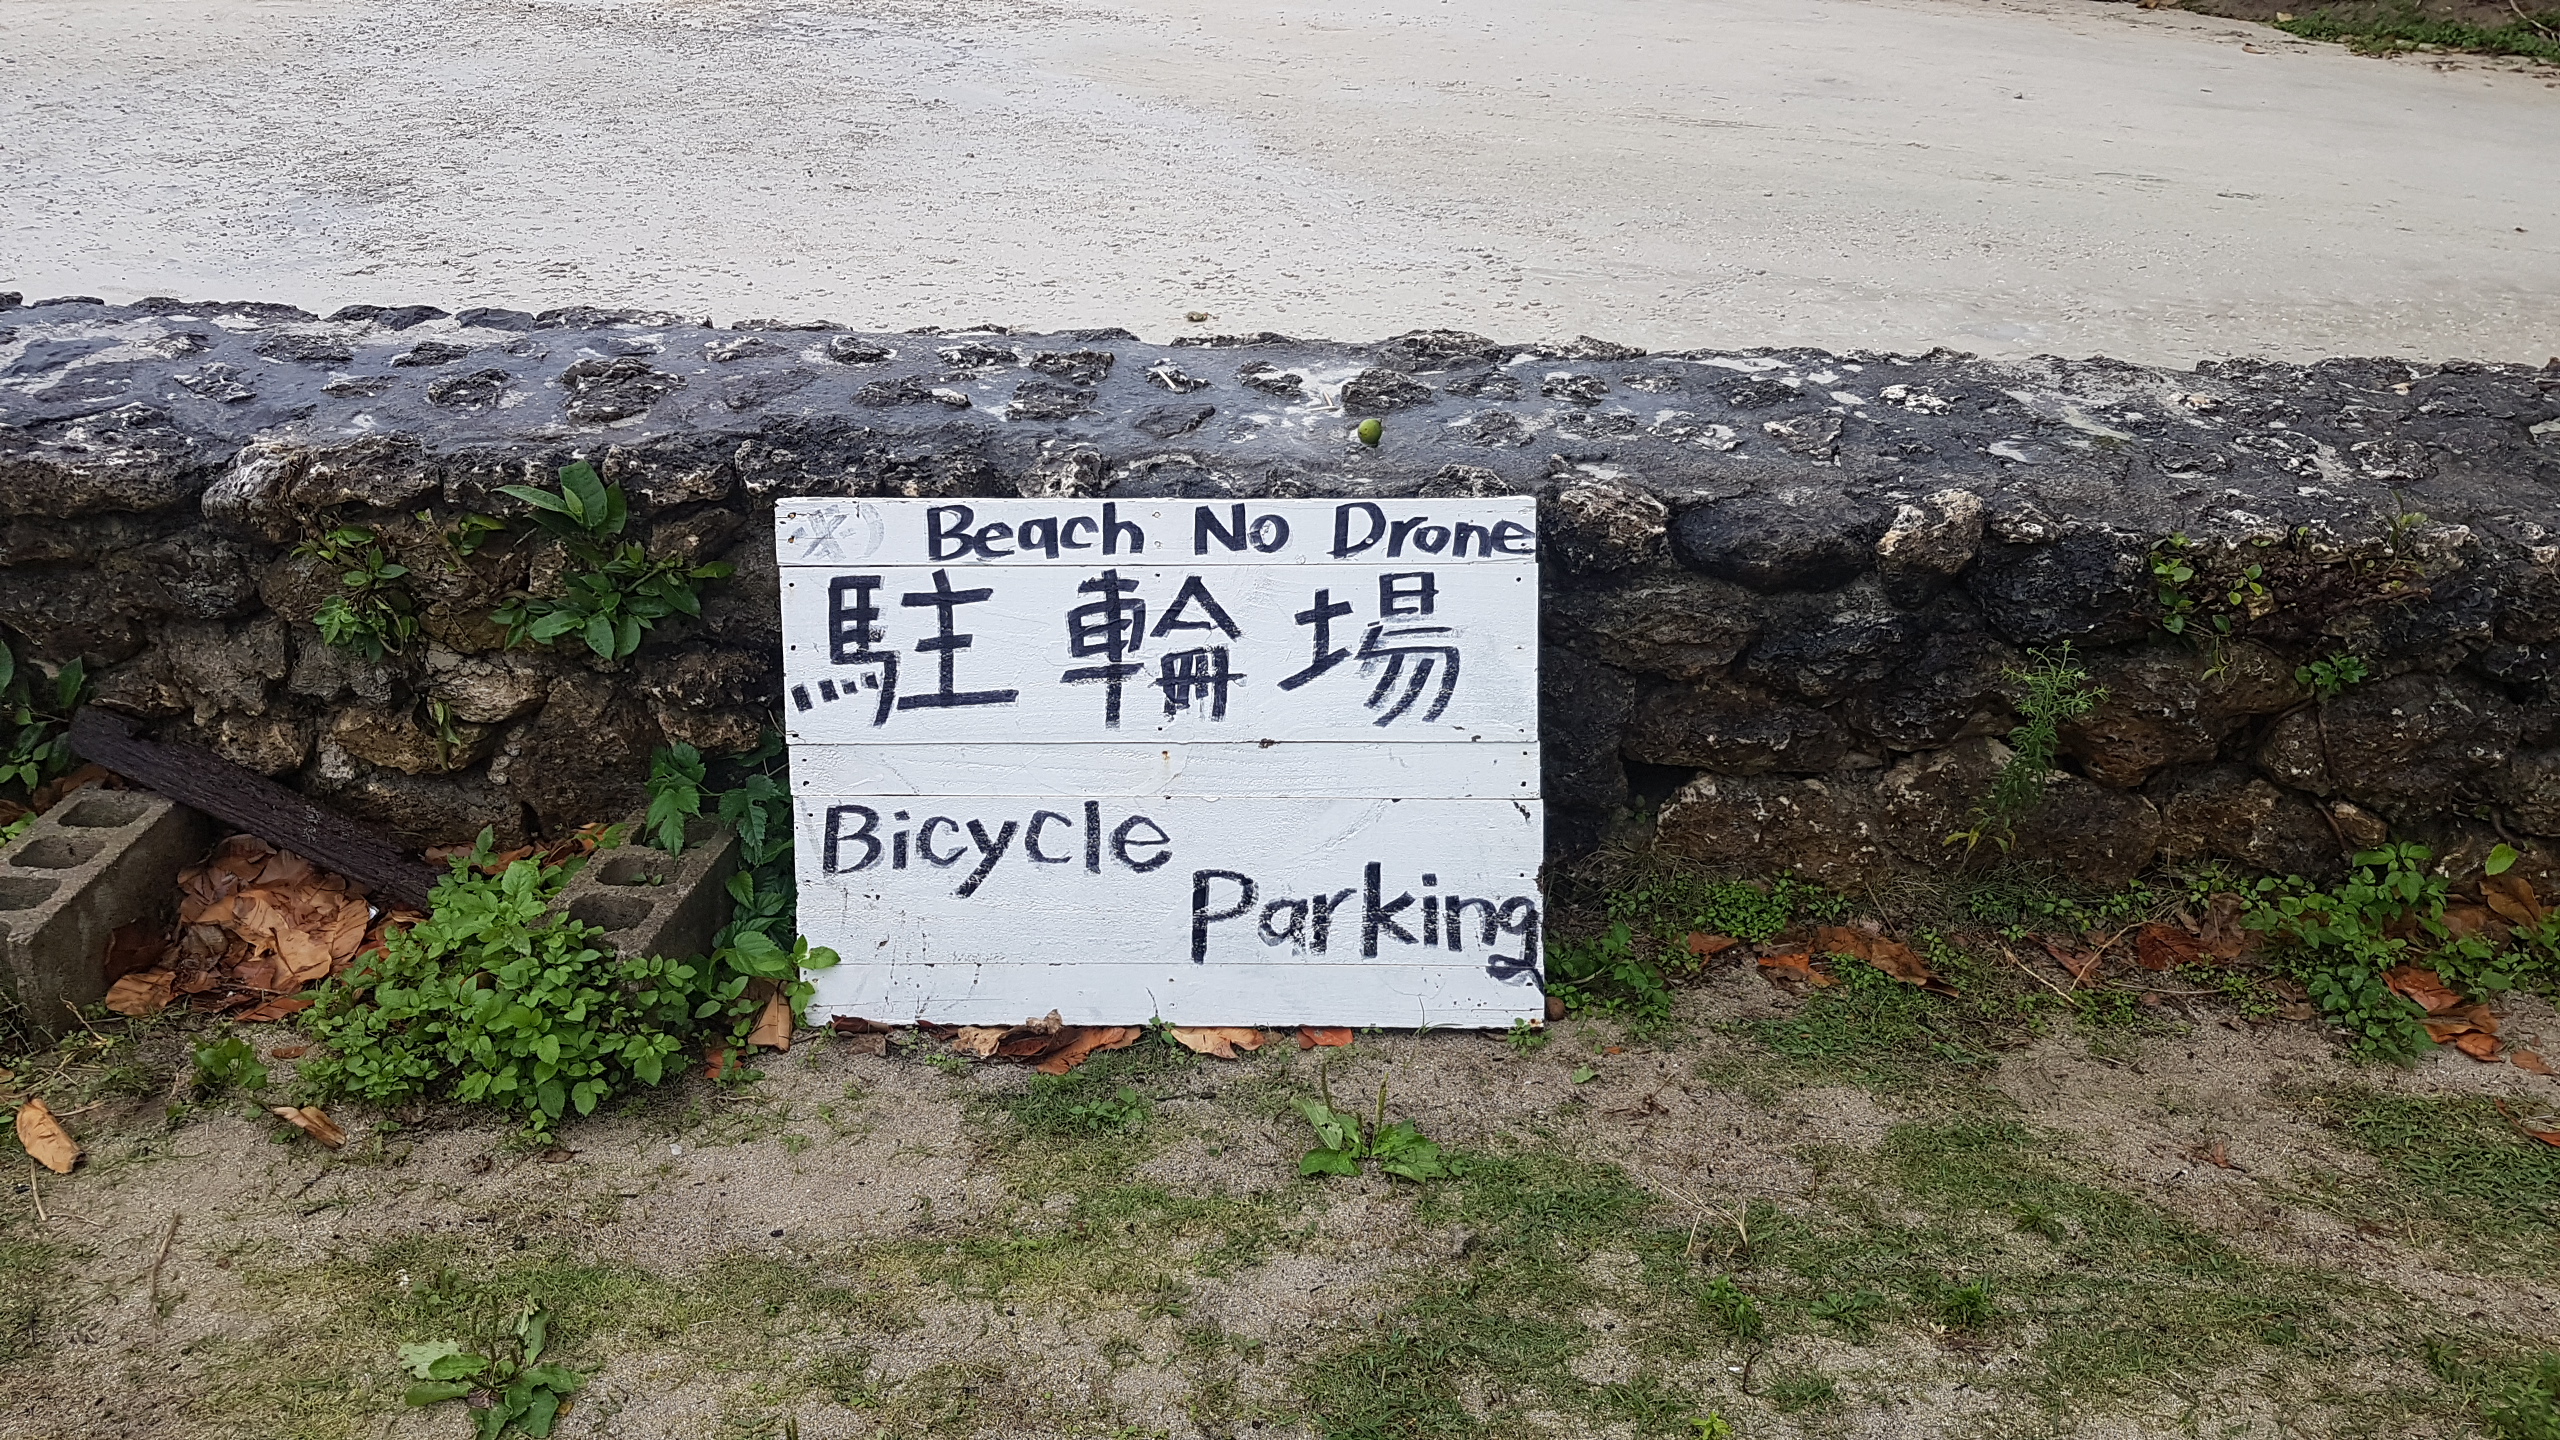 Beach No Drone
駐輪場
Bicycle
Parking